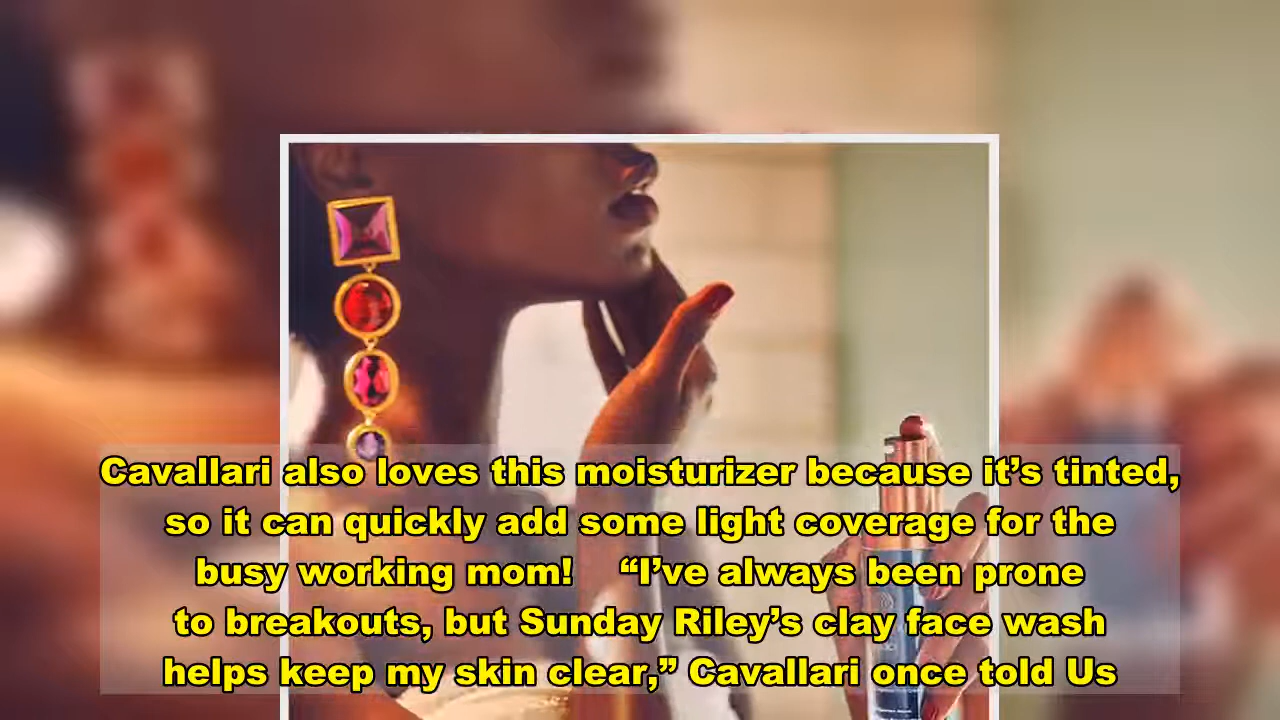 Cavallari also loves this moisturizer because it’s tinted,
so it can quickly add some light coverage for the
busy working mom! “I’ve always been prone
to breakouts, but Sunday Riley’s clay face wash
helps keep my skin clear,” Cavallari once told Us